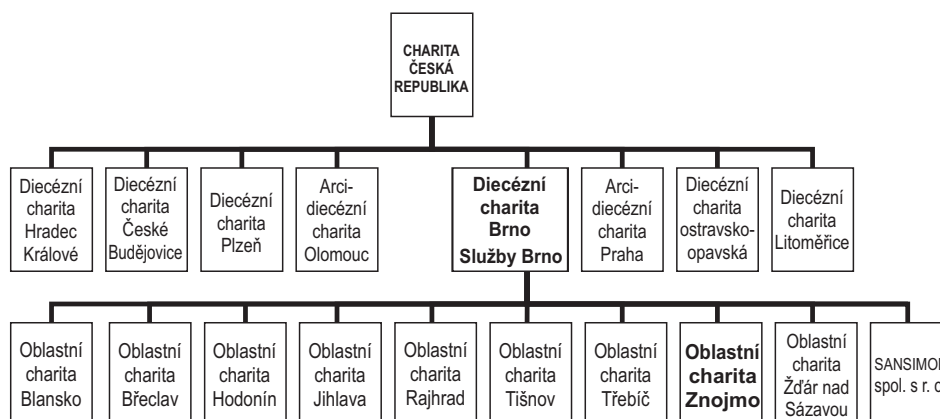 CHARITA
ČESKÁ
REPUBLIKA
Diecézní
charita
Hradec
Králové
Diecézní
charita
České
Budějovice
Diecézní
charita
Plzeň
Arci-
diecézní
charita
Olomouc
Diecézní
charita
Brno
Služby Brno
Arci-
diecézní
charita
Praha
Diecézní
charita
ostravsko-
opavská
Diecézní
charita
Litoměřice
Oblastní
charita
Blansko
Oblastní
charita
Břeclav
Oblastní
charita
Hodonín
Oblastní
charita
Jihlava
Oblastní
charita
Rajhrad
Oblastní
charita
Tišnov
Oblastní
charita
Třebíč
Oblastní
charita
Znojmo
Oblastní
charita
Žďár nad
Sázavou
spol. s r.